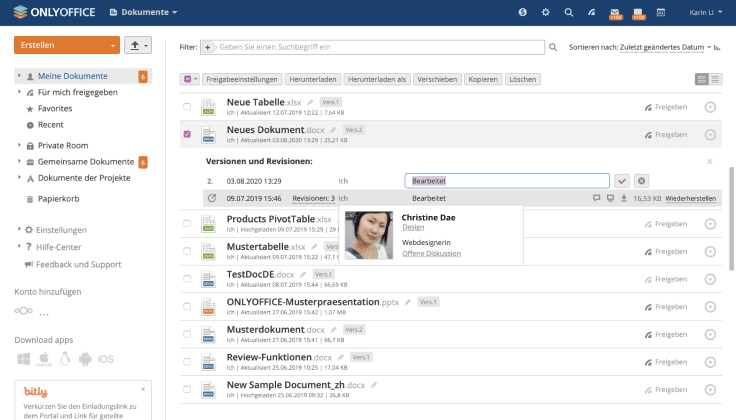 ONLYOFFICE Dokumente
>100 >100 Karin Li
Erstellen
Filter: Geben Sie einen Suchbegriff ein
Sortieren nach: Zuletzt geändertes Datum
Freigabeeinstellungen Herunterladen Herunterladen als Verschieben Kopieren Löschen
Meine Dokumente 6
Für mich freigegeben
Favorites
Recent
Private Room
Gemeinsame Dokumente 6
Dokumente der Projekte
Papierkorb
Einstellungen
Hilfe-Center
Feedback und Support
Konto hinzufügen
...
Download apps
macOS iOS
bitly
Verkürzen Sie den Einladungslink zu
dem Portal und Link für geteilte
Neue Tabelle.xlsx Vers.1
Ich | Aktualisiert 12.07.2019 12:22 | 7,64 KB
Freigeben
Neues Dokument.docx Vers.2
Ich | Aktualisiert 03.08.2020 13:29 | 25,21 KB
Freigeben
Versionen und Revisionen:
2. 03.08.2020 13:29 Ich Bearbeitet
09.07.2019 15:46 Revisionen: 3 Ich Bearbeitet 16,53 KB Wiederherstellen
Christine Dae
Design
Webdesignerin
Offene Diskussion
Products PivotTable.xlsx
Ich | Hochgeladen 09.07.2019 15:29 | 29
Freigeben
Mustertabelle.xlsx Vers
Ich | Aktualisiert 09.07.2019 15:22 |
Freigeben
TestDocDE.docx Vers.1
Ich | Aktualisiert 08.07.2019 15:44 | 66,69 KB
Freigeben
ONLYOFFICE-Musterpraesentation.pptx Vers.1
Ich | Aktualisiert 27.06.2019 15:42 | 1,07 MB
Freigeben
Musterdokument.docx Vers.2
Ich | Aktualisiert 27.06.2019 15:41 | 66,7 KB
Freigeben
Review-Funktionen.docx Vers.1
Ich | Aktualisiert 25.06.2019 10:25 | 17,04 KB
Freigeben
New Sample Document_zh.docx
Ich | Hochgeladen 25.06.2019 09:32 | 26,8 KB
Freigeben